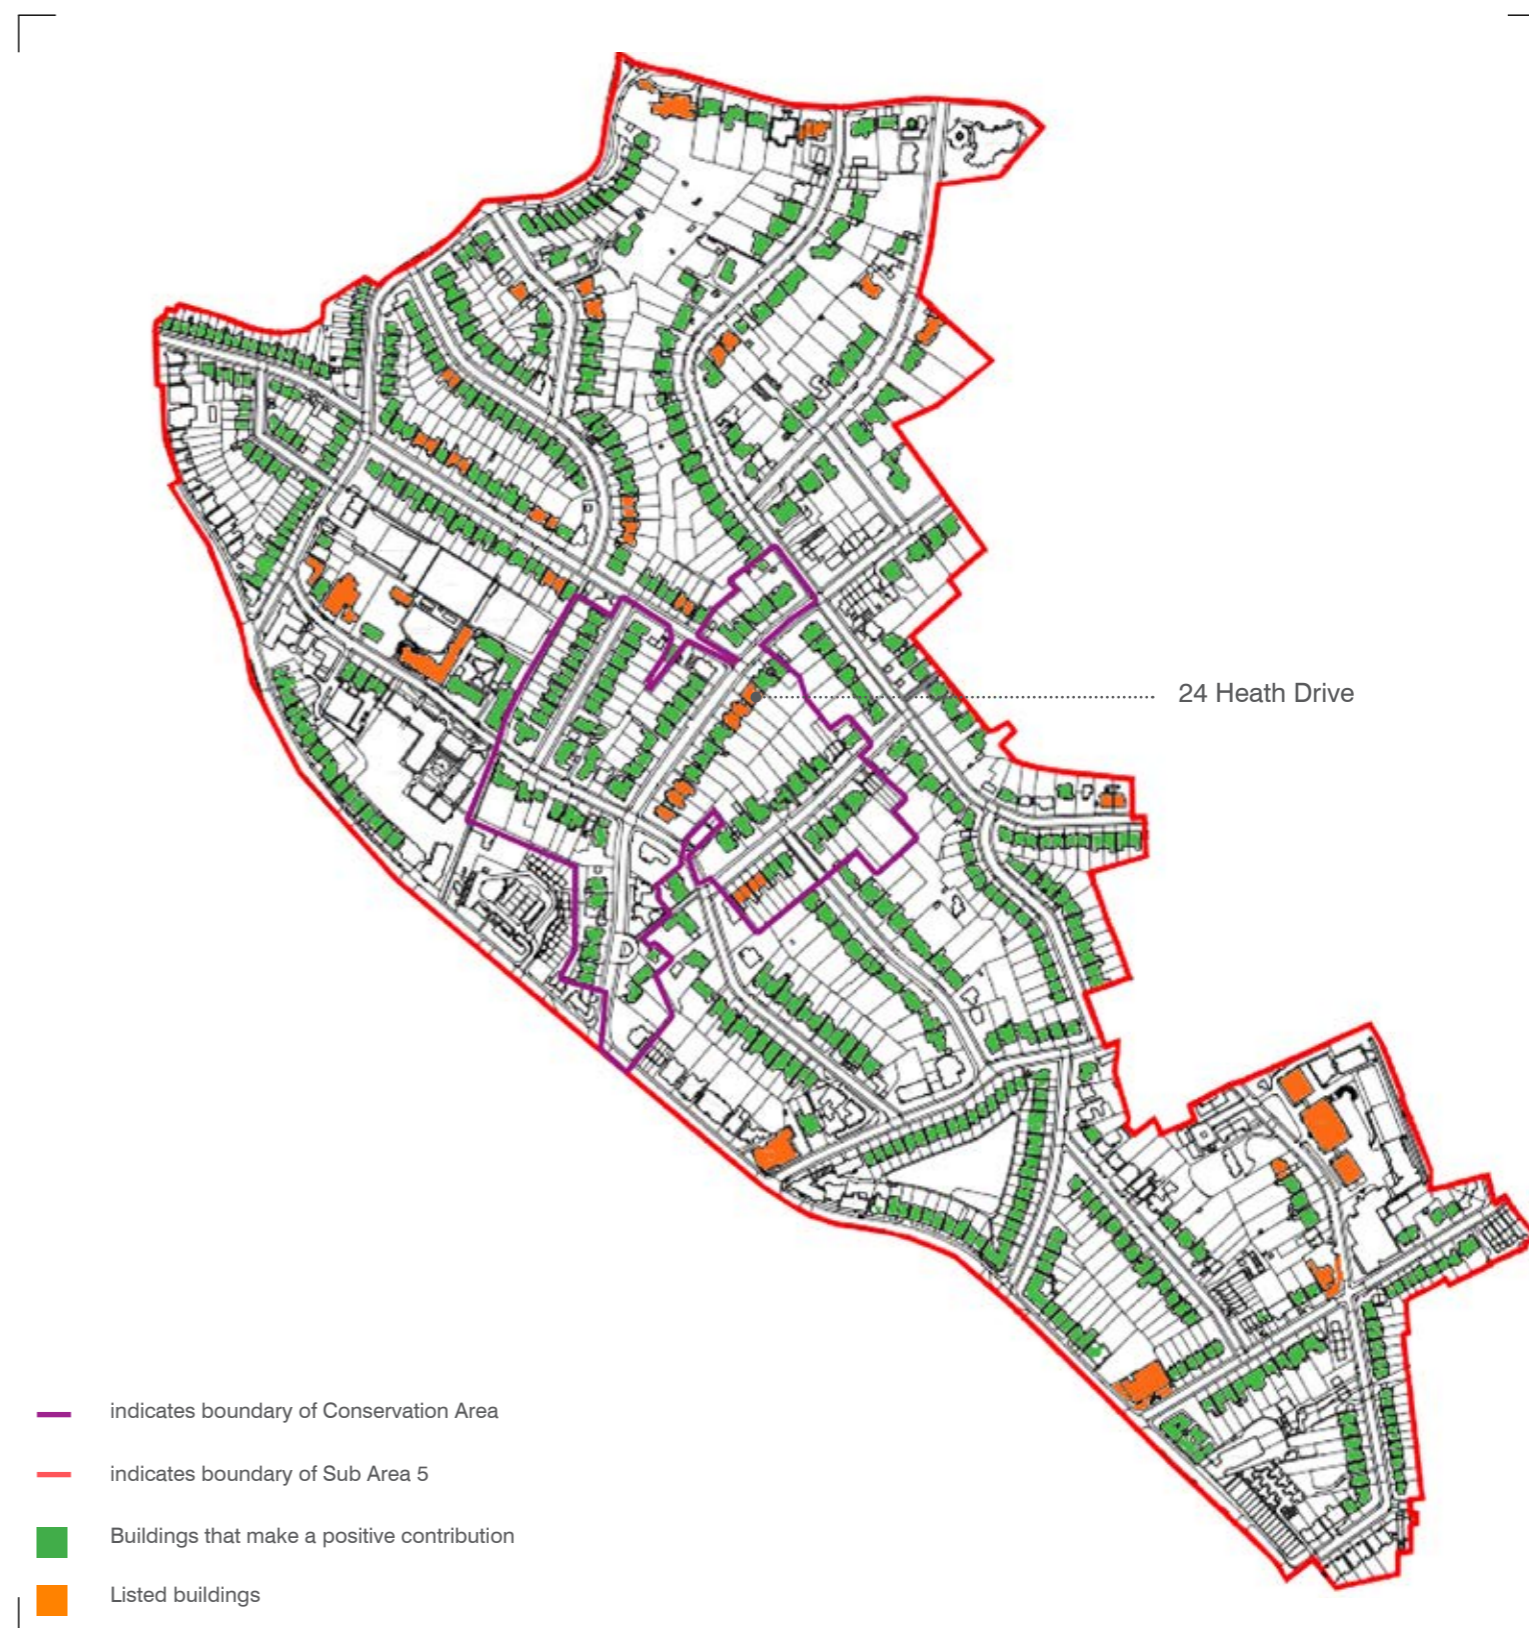 24 Heath Drive
indicates boundary of Conservation Area
indicates boundary of Sub Area 5
Buildings that make a positive contribution
Listed buildings